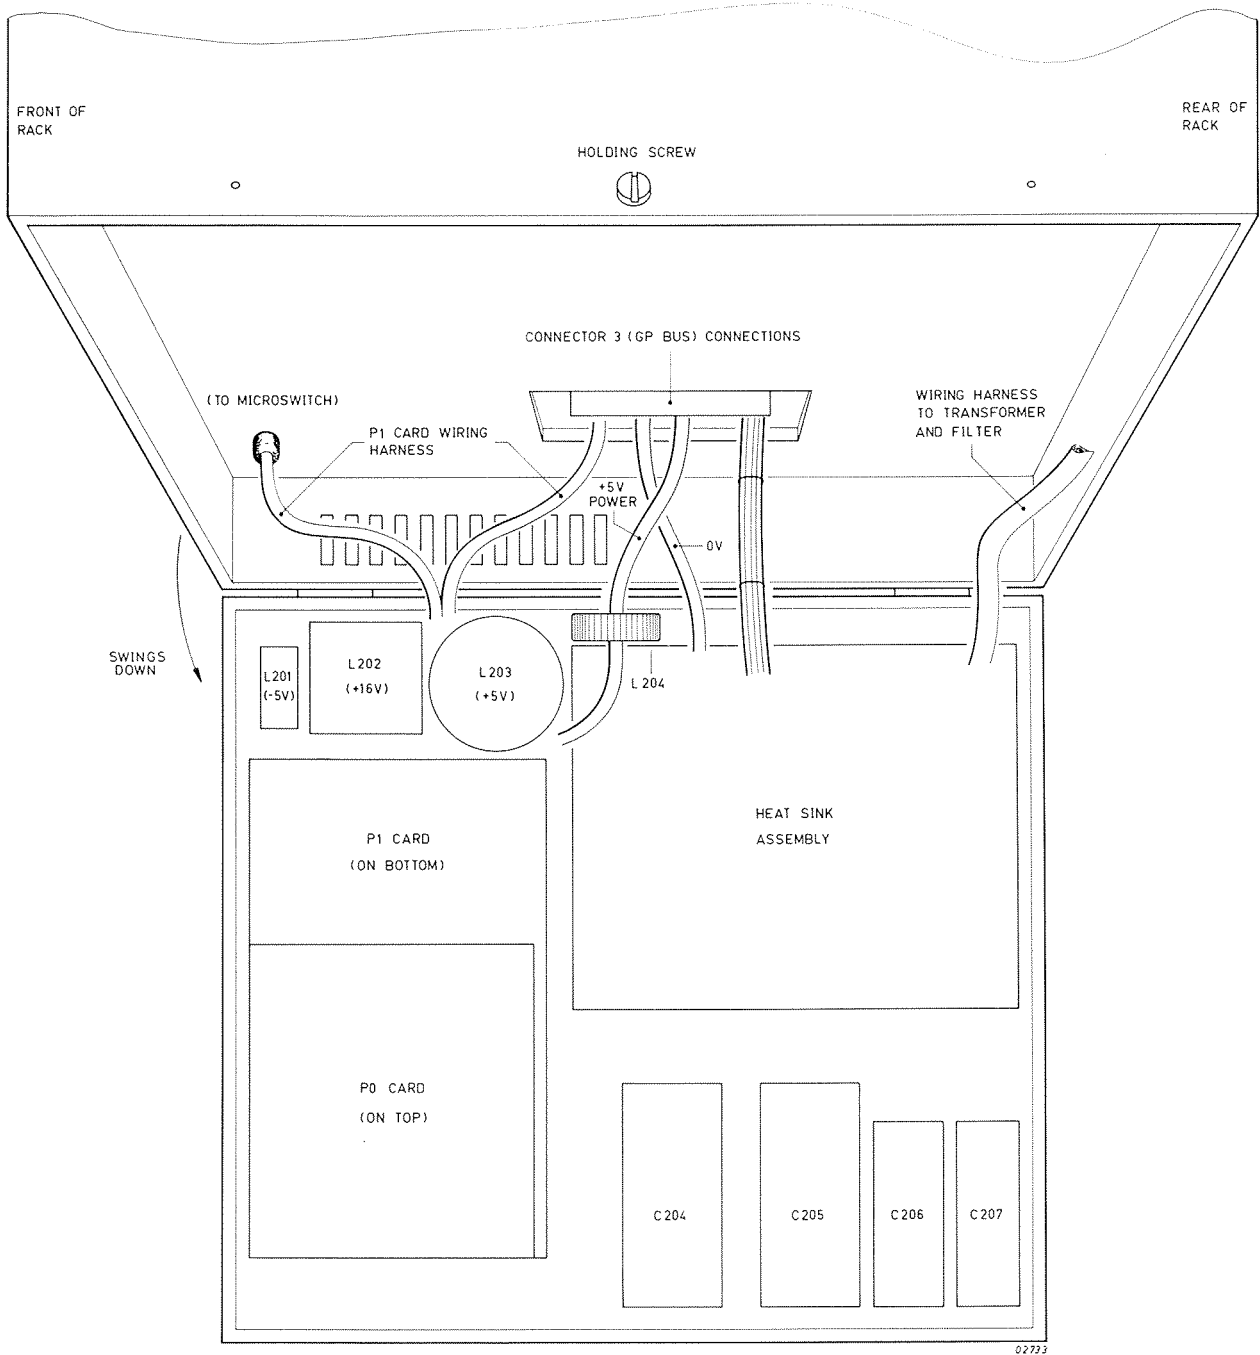 FRONT OF
RACK
REAR OF
RACK
HOLDING SCREW
CONNECTOR 3 (GP BUS) CONNECTIONS
(TO MICROSWITCH)
P1 CARD WIRING
HARNESS
WIRING HARNESS
TO TRANSFORMER
AND FILTER
+5V
POWER
0V
SWINGS
DOWN
L201
(-5V)
L202
(+16V)
L203
(+5V)
L204
P1 CARD
(ON BOTTOM)
HEAT SINK
ASSEMBLY
P0 CARD
(ON TOP)
C204
C205
C206
C207
02733